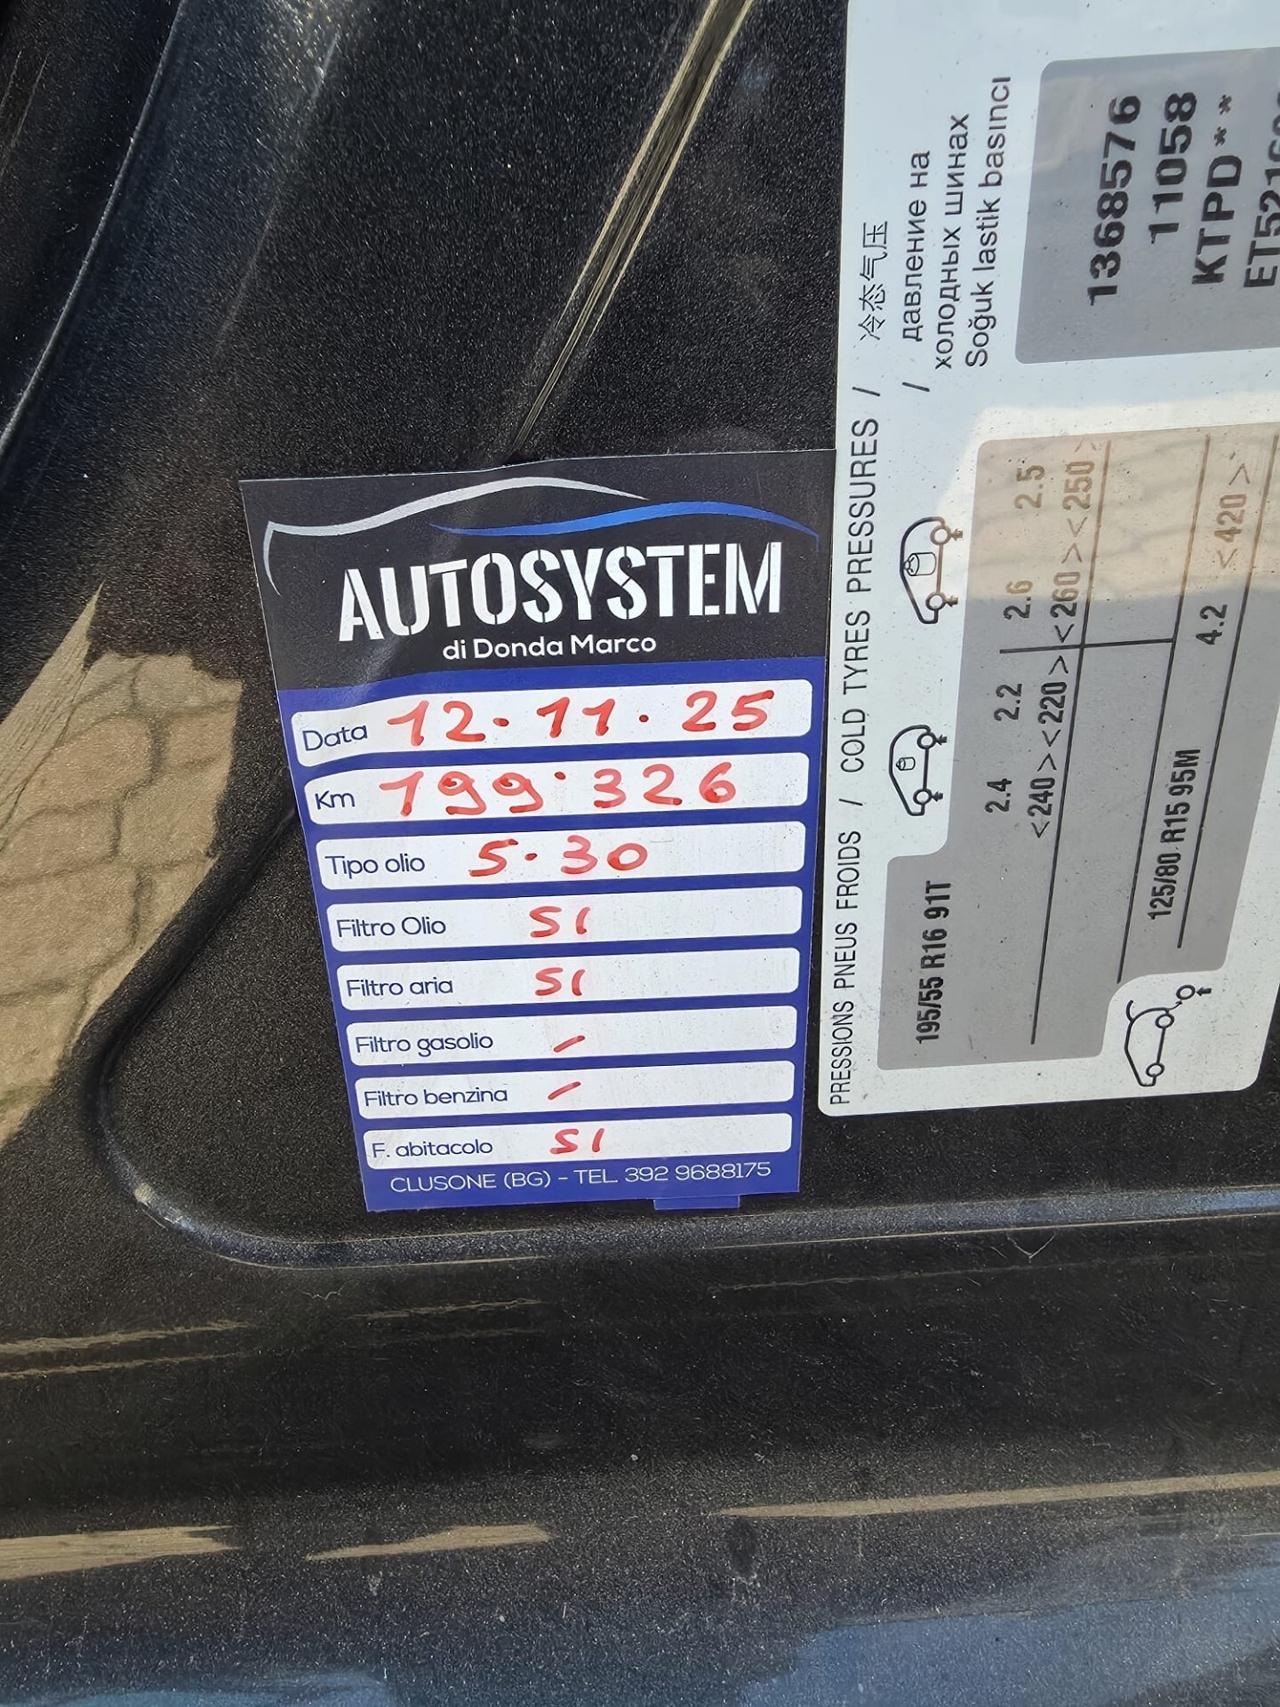 AUTOSYSTEM
di Donda Marco
Data 12.11.25
Km 199.326
Tipo olio 5.30
Filtro Olio SI
Filtro aria SI
Filtro gasolio -
Filtro benzina -
F. abitacolo SI
CLUSONE (BG) - TEL. 392 9688175
PRESSIONS PNEUS FROIDS / COLD TYRES PRESSURES / 冷态气压
/ давление на
холодных шинах
Soğuk lastik basıncı
1368576
11058
KTPD**
195/55 R16 91T
2.4 2.2 2.6 2.5
<240><220><260><250>
125/80 R15 95M
4.2 <420>